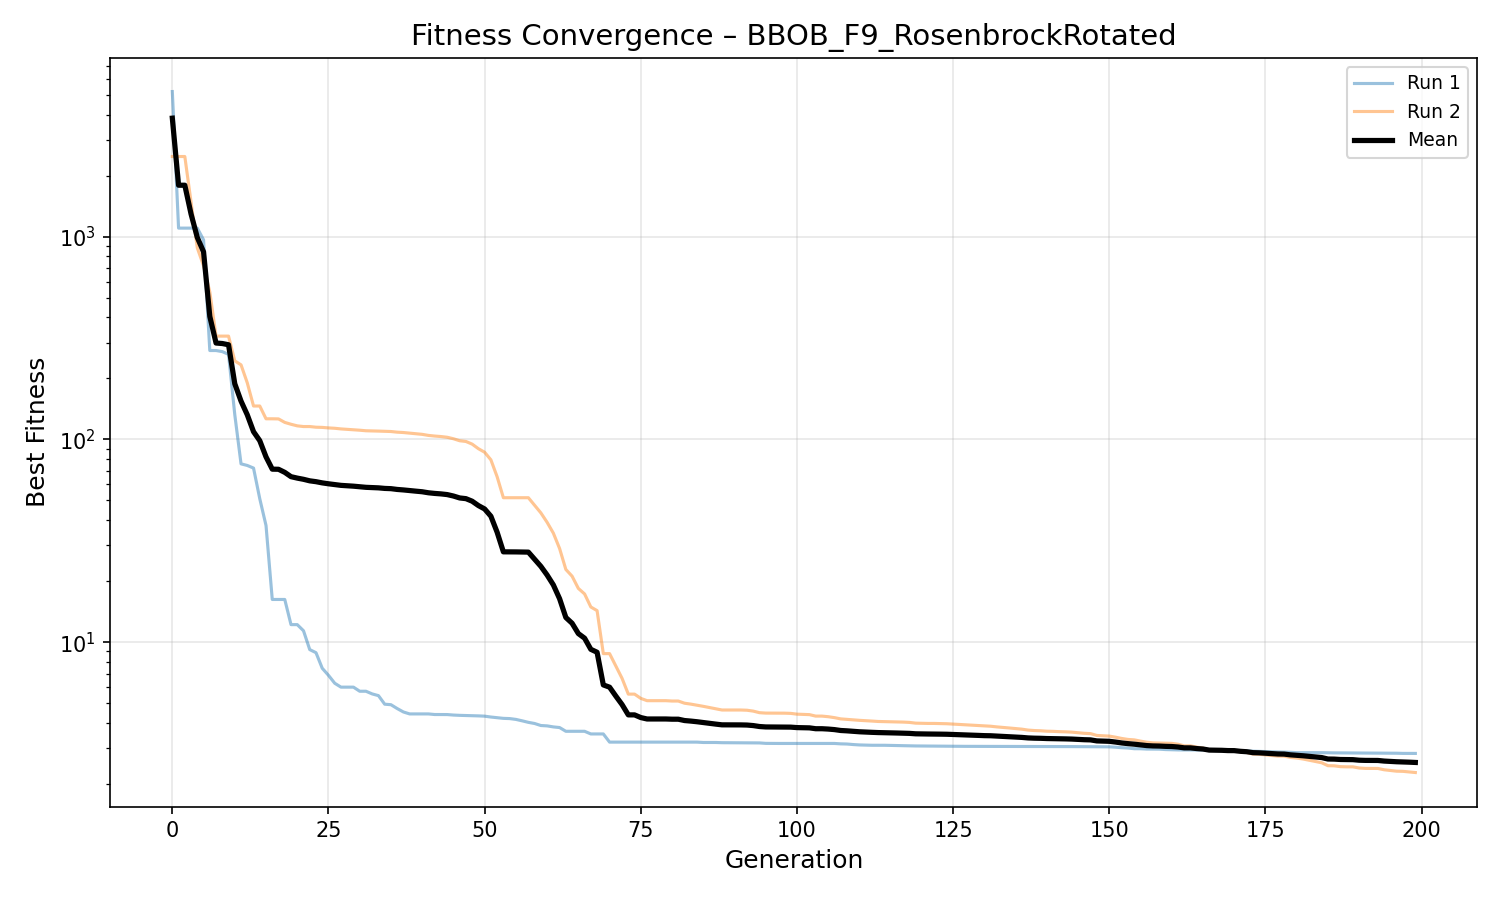 Fitness Convergence – BBOB_F9_RosenbrockRotated
Run 1
Run 2
Mean
Best Fitness
10³
10²
10¹
0 25 50 75 100 125 150 175 200
Generation